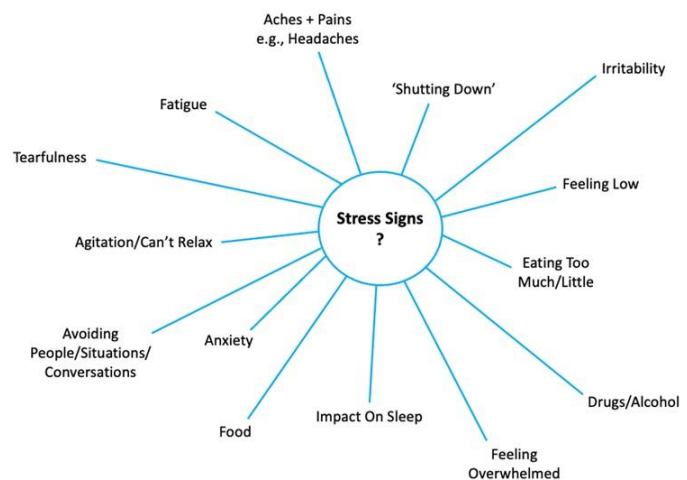 Aches + Pains
e.g., Headaches
Irritability
'Shutting Down'
Fatigue
Tearfulness
Feeling Low
Stress Signs
?
Agitation/Can't Relax
Eating Too
Much/Little
Avoiding
People/Situations/
Conversations
Anxiety
Drugs/Alcohol
Impact On Sleep
Food
Feeling
Overwhelmed